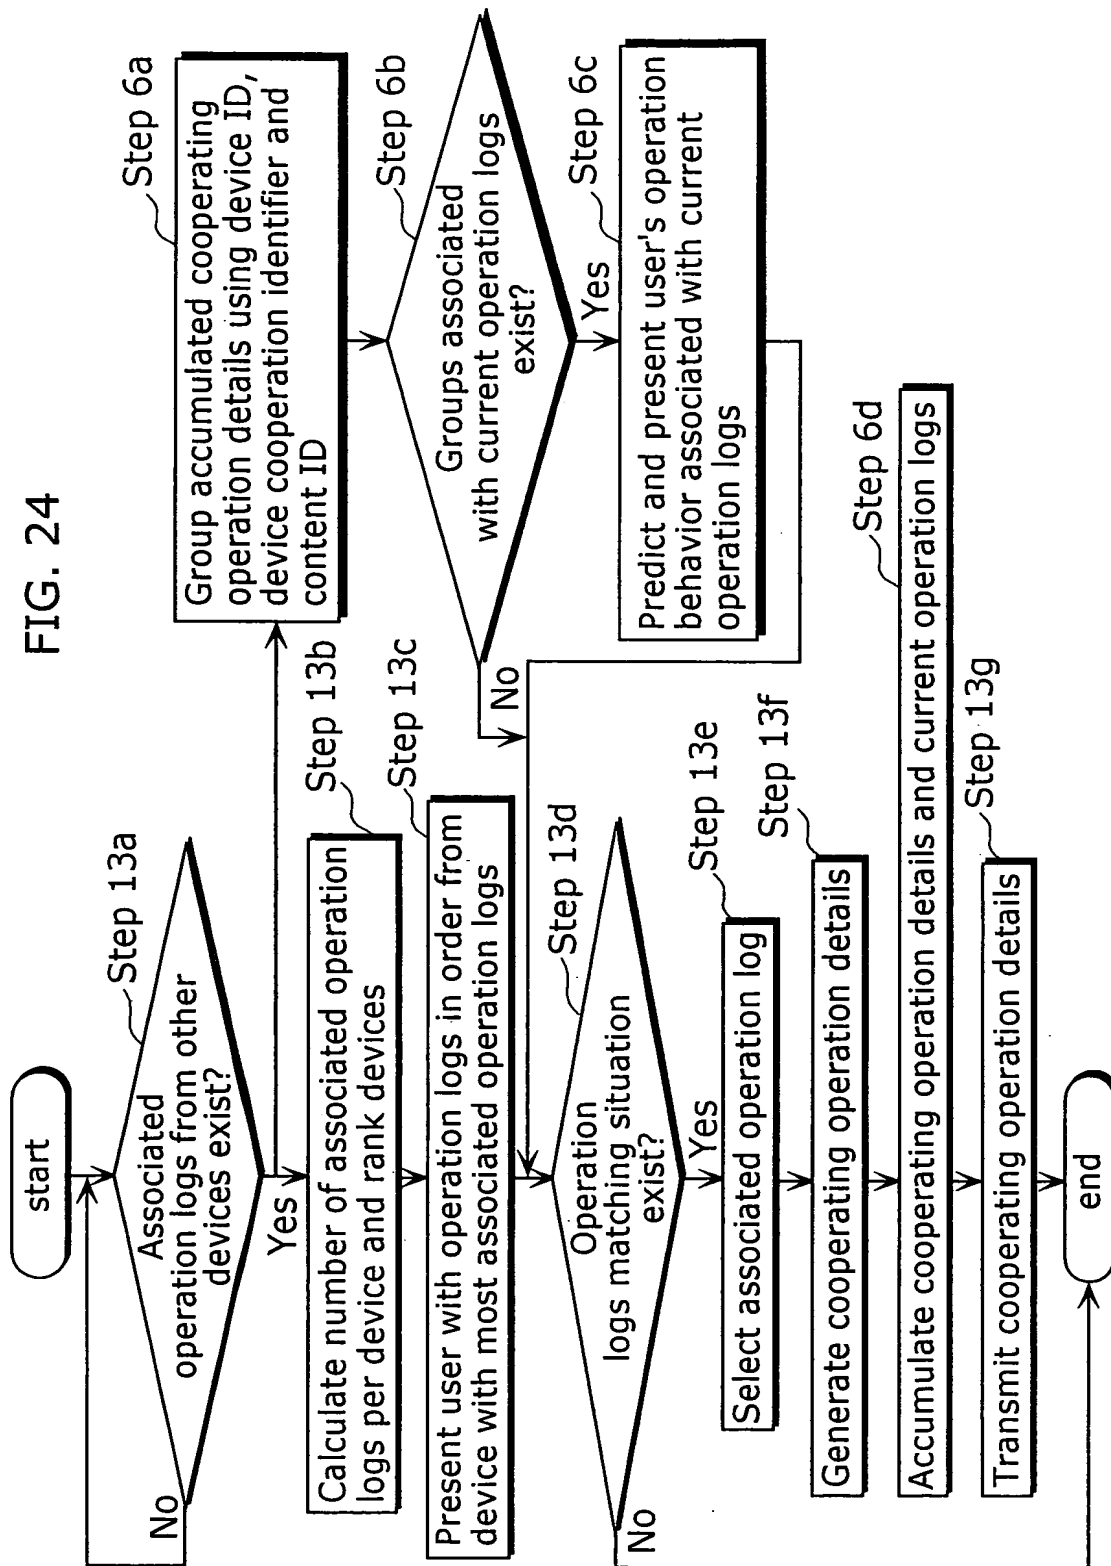 FIG. 24
start
Step 13a
Associated
operation logs from other
devices exist?
No
Yes
Step 13b
Calculate number of associated operation
logs per device and rank devices
Step 13c
Present user with operation logs in order from
device with most associated operation logs
Step 6a
Group accumulated cooperating
operation details using device ID,
device cooperation identifier and
content ID
Step 6b
Groups associated
with current operation logs
exist?
No
Yes
Step 6c
Predict and present user's operation
behavior associated with current
operation logs
Step 13d
Operation
logs matching situation
exist?
No
Yes
Step 13e
Select associated operation log
Step 13f
Generate cooperating operation details
Step 6d
Accumulate cooperating operation details and current operation logs
Step 13g
Transmit cooperating operation details
end